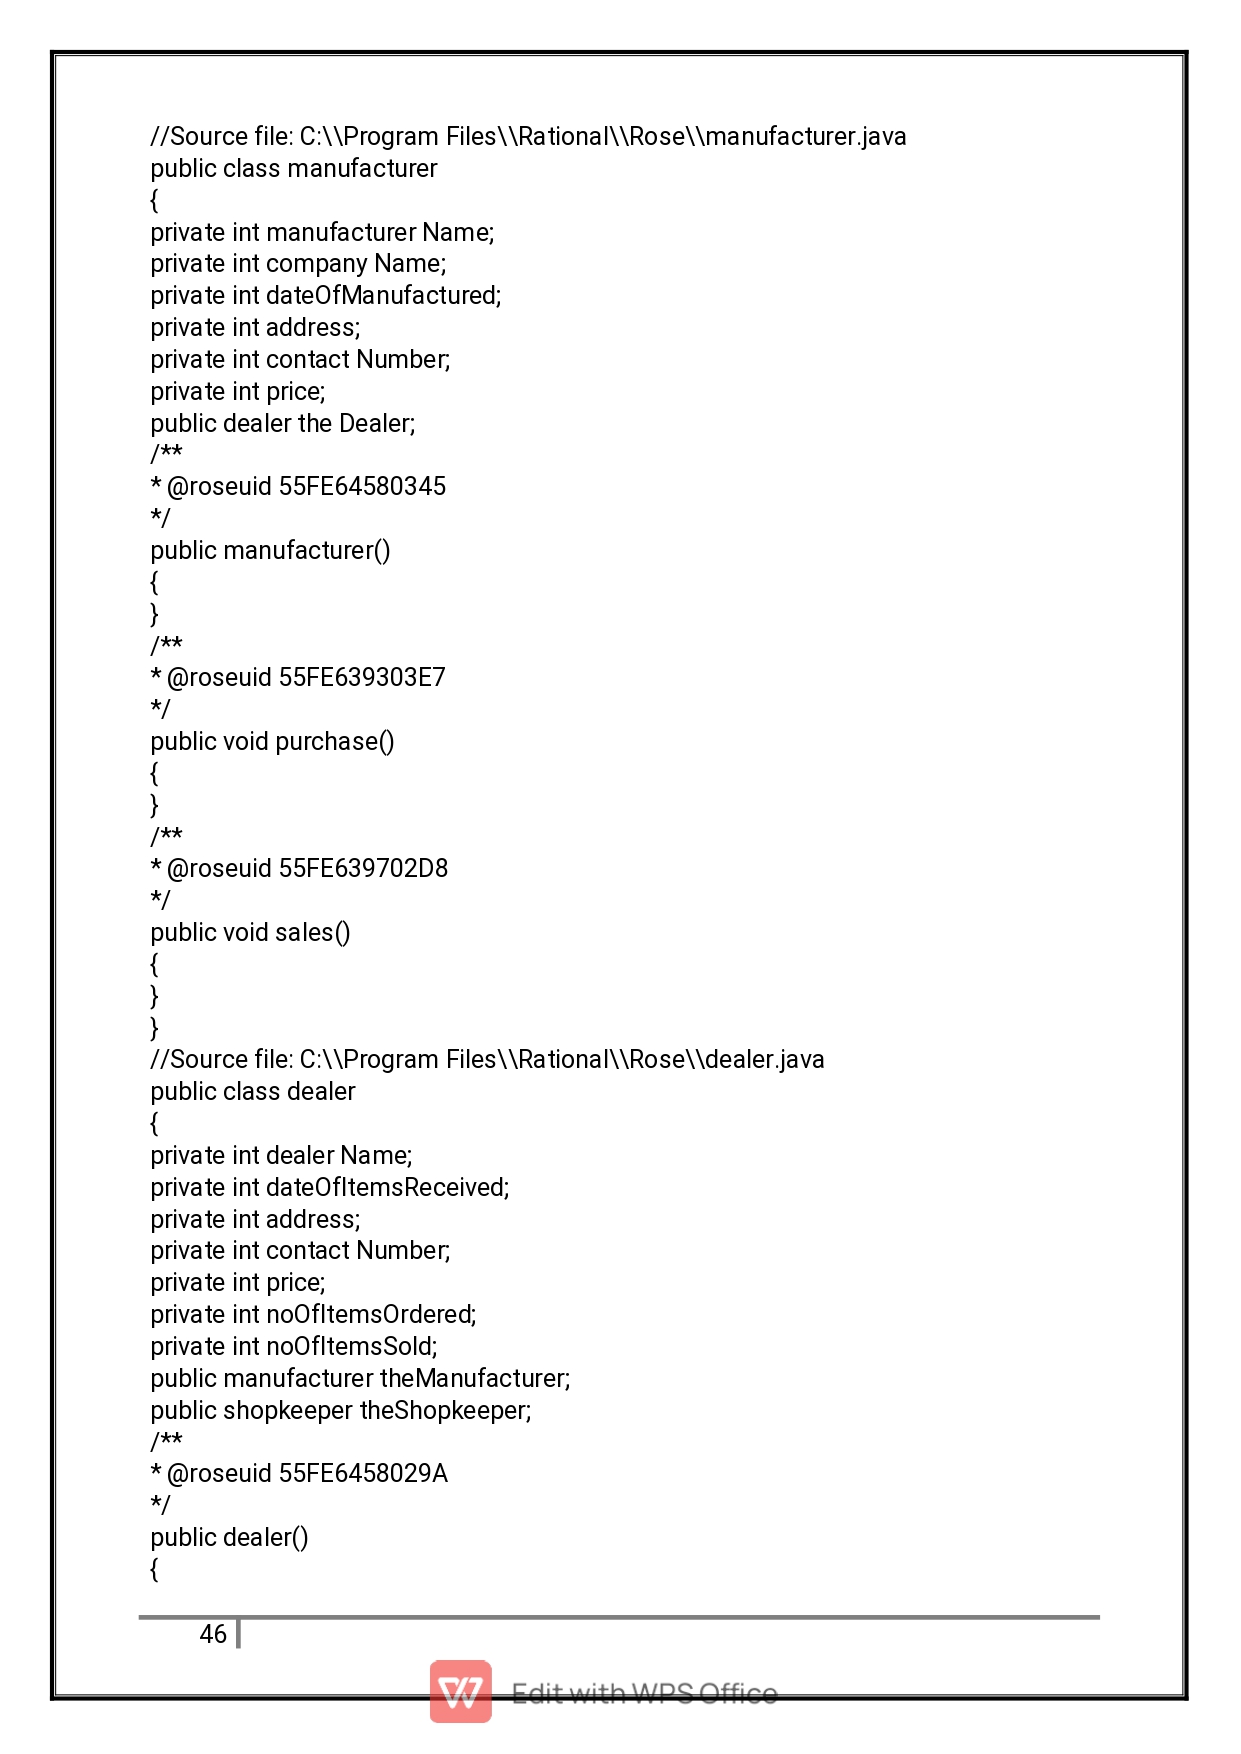 //Source file: C:\\Program Files\\Rational\\Rose\\manufacturer.java
public class manufacturer
{
private int manufacturer Name;
private int company Name;
private int dateOfManufactured;
private int address;
private int contact Number;
private int price;
public dealer the Dealer;
/**
* @roseuid 55FE64580345
*/
public manufacturer()
{
}
/**
* @roseuid 55FE639303E7
*/
public void purchase()
{
}
/**
* @roseuid 55FE639702D8
*/
public void sales()
{
}
}
//Source file: C:\\Program Files\\Rational\\Rose\\dealer.java
public class dealer
{
private int dealer Name;
private int dateOfItemsReceived;
private int address;
private int contact Number;
private int price;
private int noOfItemsOrdered;
private int noOfItemsSold;
public manufacturer theManufacturer;
public shopkeeper theShopkeeper;
/**
* @roseuid 55FE6458029A
*/
public dealer()
{
46
Edit with WPS Office